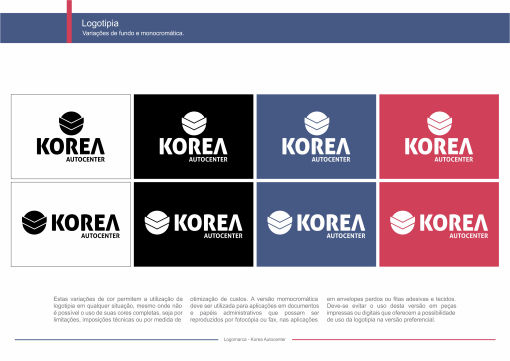 Logotipia
Variações de fundo e monocromática.
KOREA
AUTOCENTER
KOREA
AUTOCENTER
KOREA
AUTOCENTER
KOREA
AUTOCENTER
KOREA
AUTOCENTER
KOREA
AUTOCENTER
KOREA
AUTOCENTER
KOREA
AUTOCENTER
Estas variações de cor permitem a utilização de
logotipia em qualquer situação, mesmo onde não
é possível o uso de suas cores completas, seja por
limitações, imposições técnicas ou por medida de
otimização de custos. A versão monocromática
deve ser utilizada para aplicações em documentos
e papéis administrativos que possam ser
reproduzidos por fotocópia ou fax, nas aplicações
em envelopes pardos ou fitas adesivas e tecidos.
Deve-se evitar o uso desta versão em peças
impressas ou digitais que oferecem a possibilidade
de uso da logotipia na versão preferencial.
Logomarca - Korea Autocenter